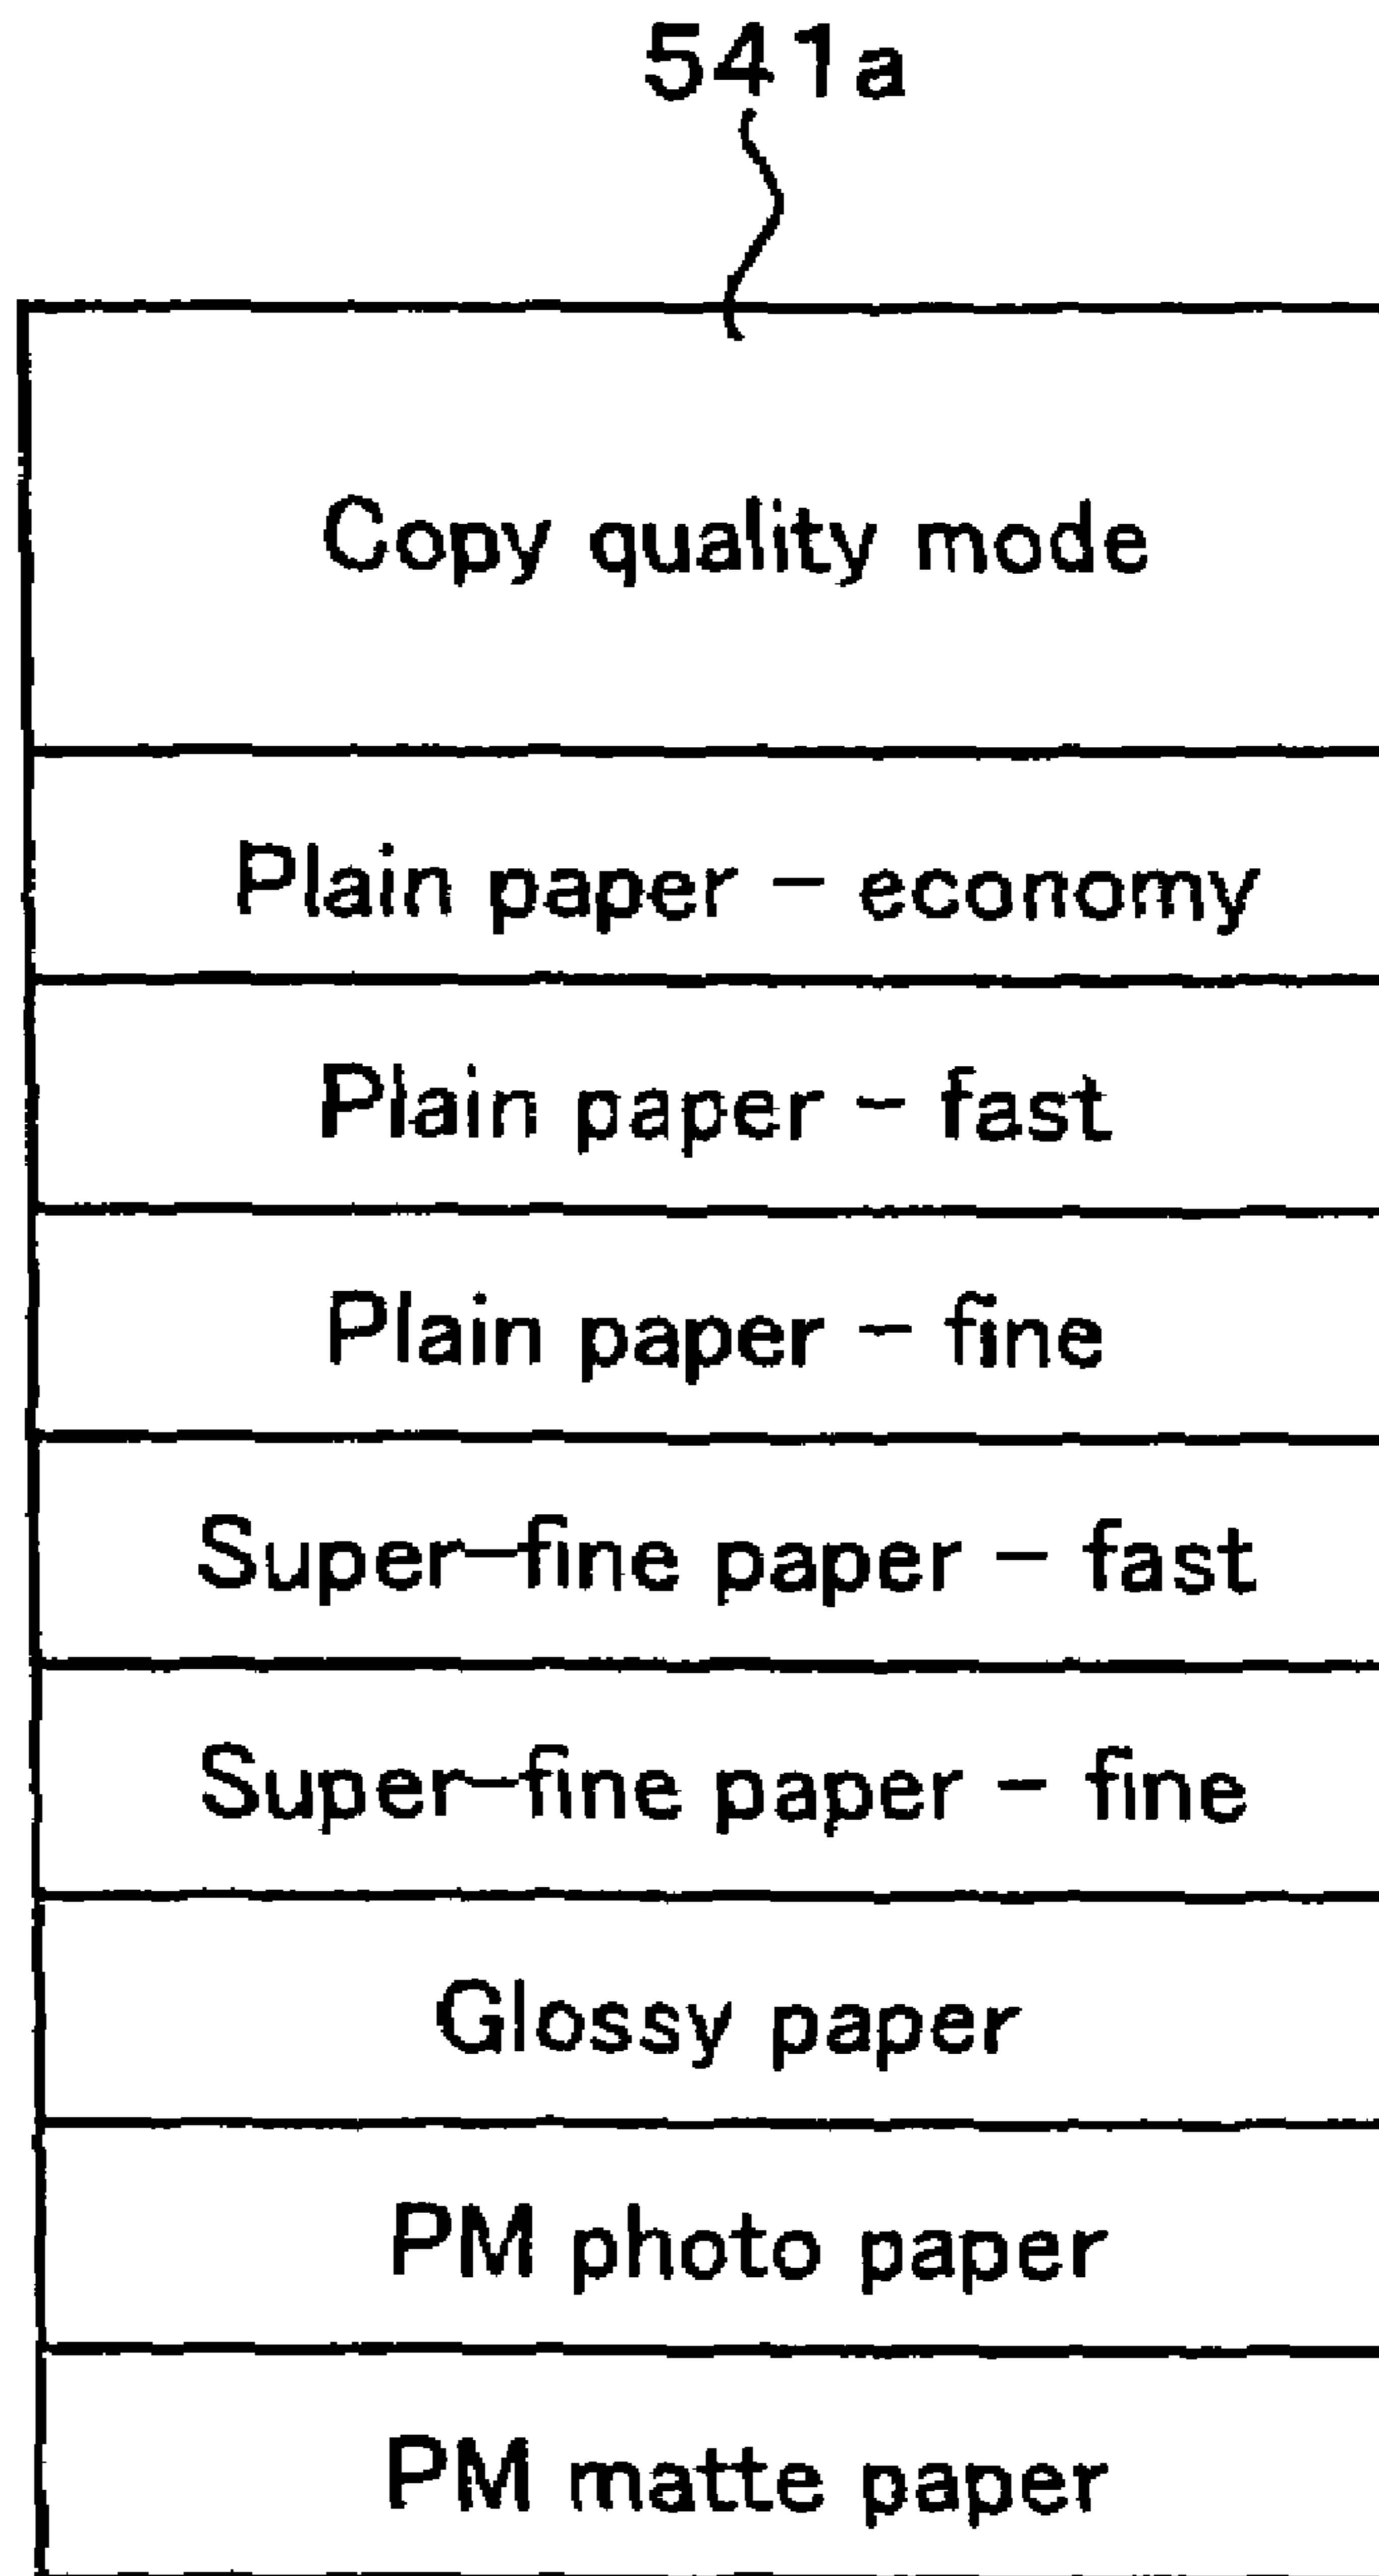 541a
Copy quality mode
Plain paper - economy
Plain paper - fast
Plain paper - fine
Super-fine paper - fast
Super-fine paper - fine
Glossy paper
PM photo paper
PM matte paper